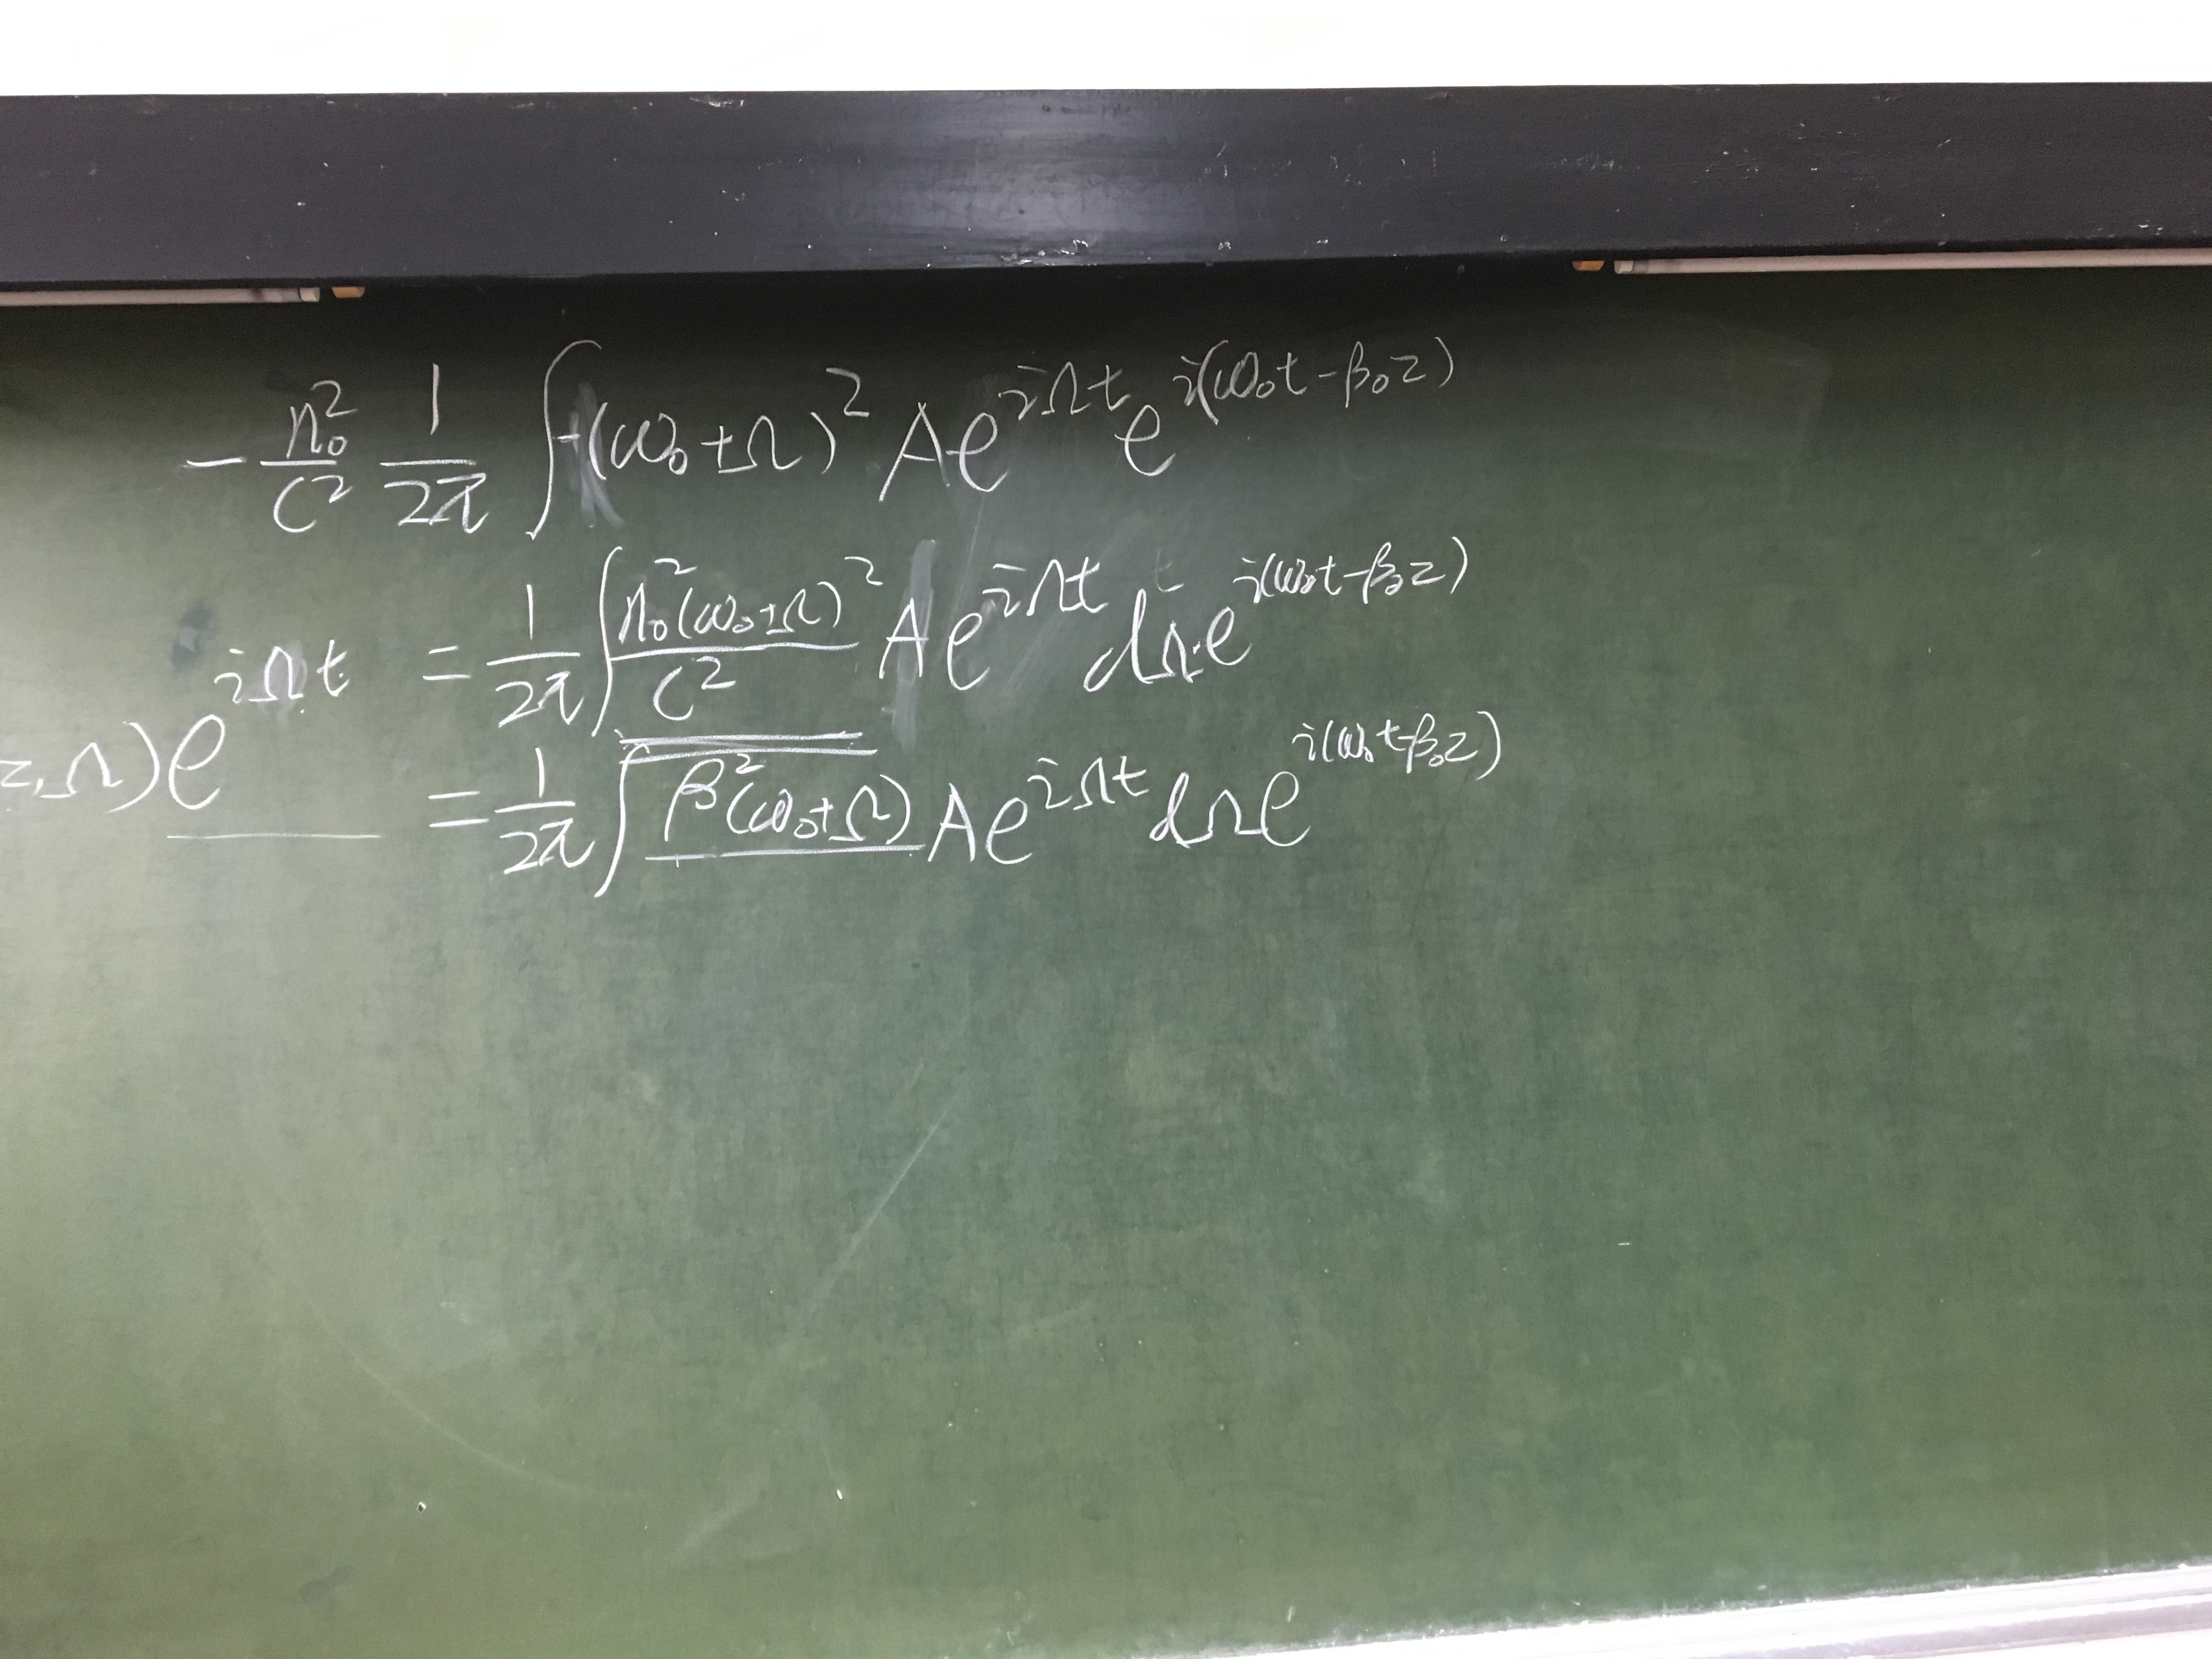 -\frac{n_0^2}{c^2} \frac{1}{2\pi} \int -(\omega_0+\Omega)^2 A e^{i\Omega t} e^{i(\omega_0 t-\beta_0 z)}
= \frac{1}{2\pi} \int \frac{n_0^2(\omega_0+\Omega)^2}{c^2} A e^{i\Omega t} d\Omega \cdot e^{i(\omega_0 t-\beta_0 z)}
z, \Omega) e^{i\Omega t}
= \frac{1}{2\pi} \int \beta^2(\omega_0+\Omega) A e^{i\Omega t} d\Omega e^{i(\omega_0 t-\beta_0 z)}